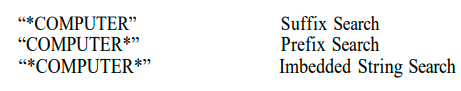 “*COMPUTER” Suffix Search
“COMPUTER*” Prefix Search
“*COMPUTER*” Imbedded String Search